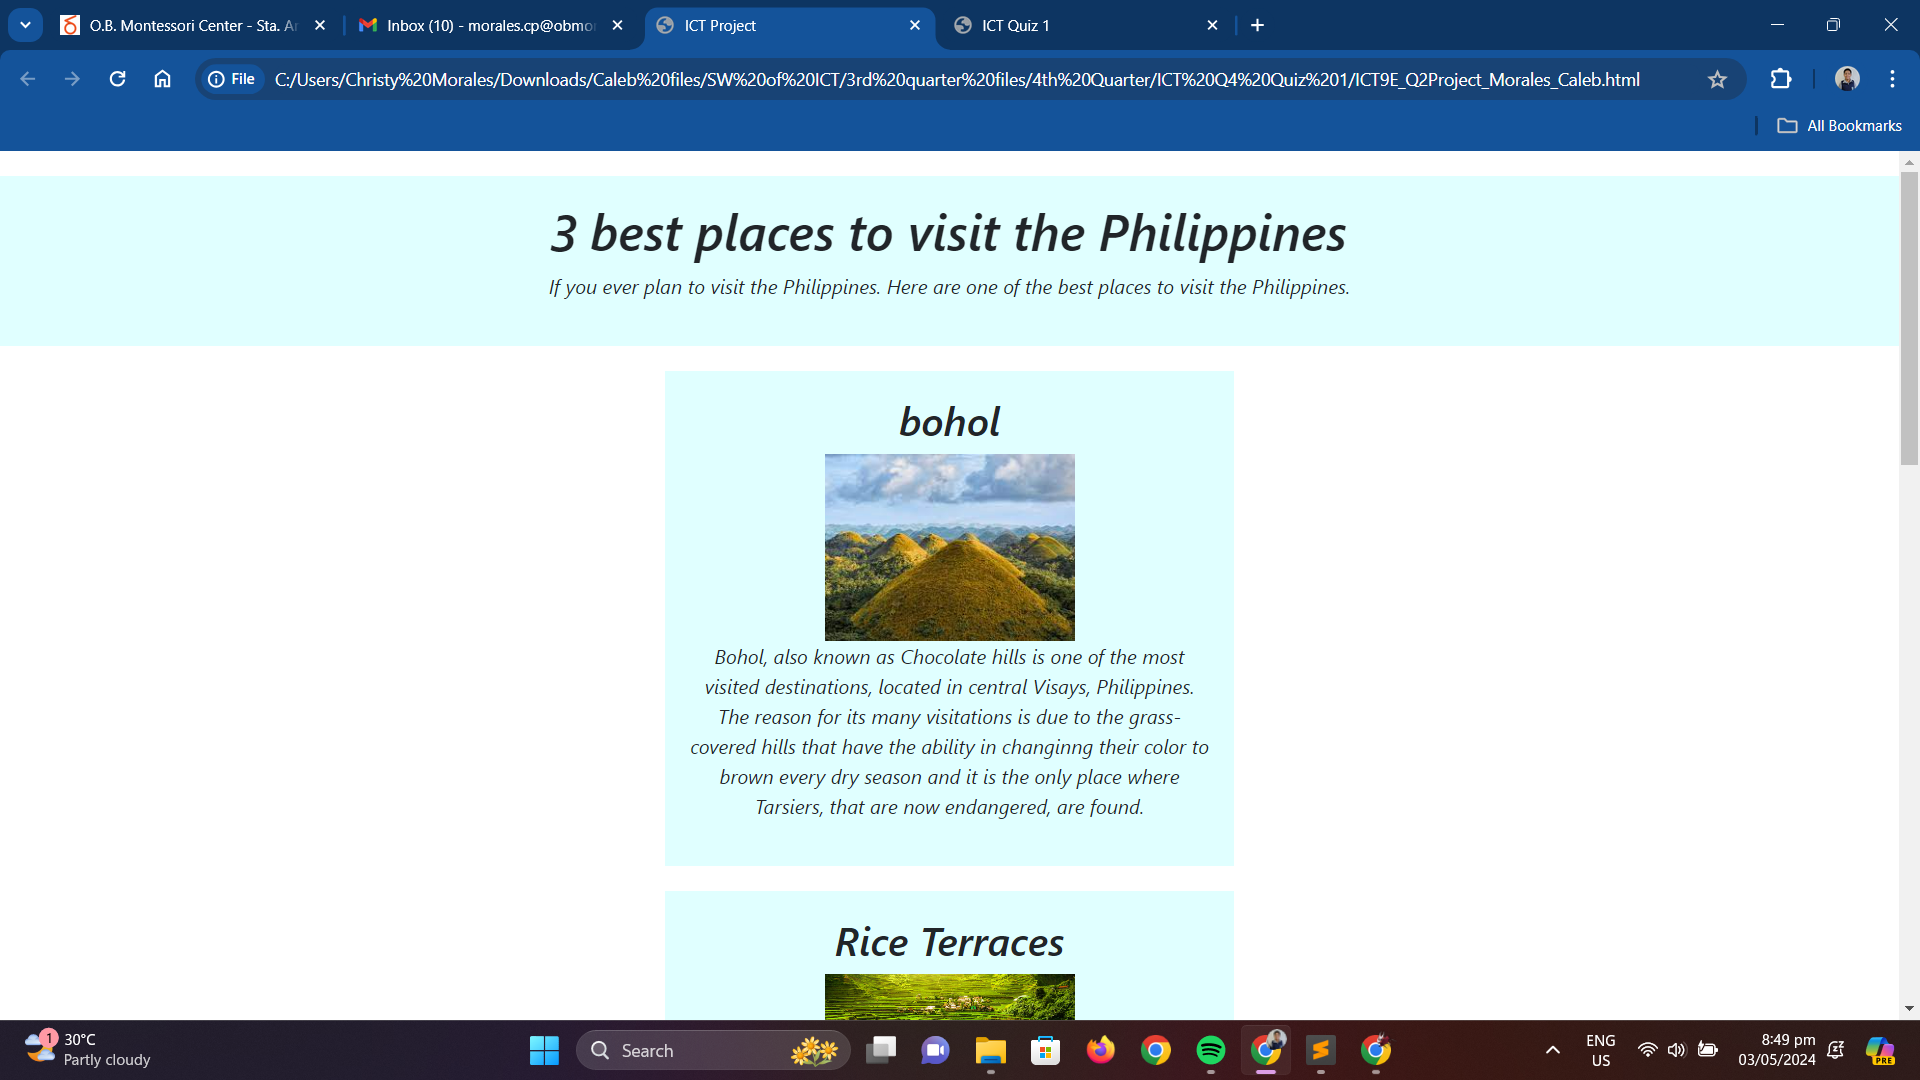 O.B. Montessori Center - Sta. A
Inbox (10) - morales.cp@obmo
ICT Project
ICT Quiz 1
File
C:/Users/Christy%20Morales/Downloads/Caleb%20files/SW%20of%20ICT/3rd%20quarter%20files/4th%20Quarter/ICT%20Q4%20Quiz%201/ICT9E_Q2Project_Morales_Caleb.html
All Bookmarks
3 best places to visit the Philippines
If you ever plan to visit the Philippines. Here are one of the best places to visit the Philippines.
bohol
Bohol, also known as Chocolate hills is one of the most
visited destinations, located in central Visays, Philippines.
The reason for its many visitations is due to the grass-
covered hills that have the ability in changinng their color to
brown every dry season and it is the only place where
Tarsiers, that are now endangered, are found.
Rice Terraces
1
30°C
Partly cloudy
Search
ENG
US
8:49 pm
03/05/2024
PRE